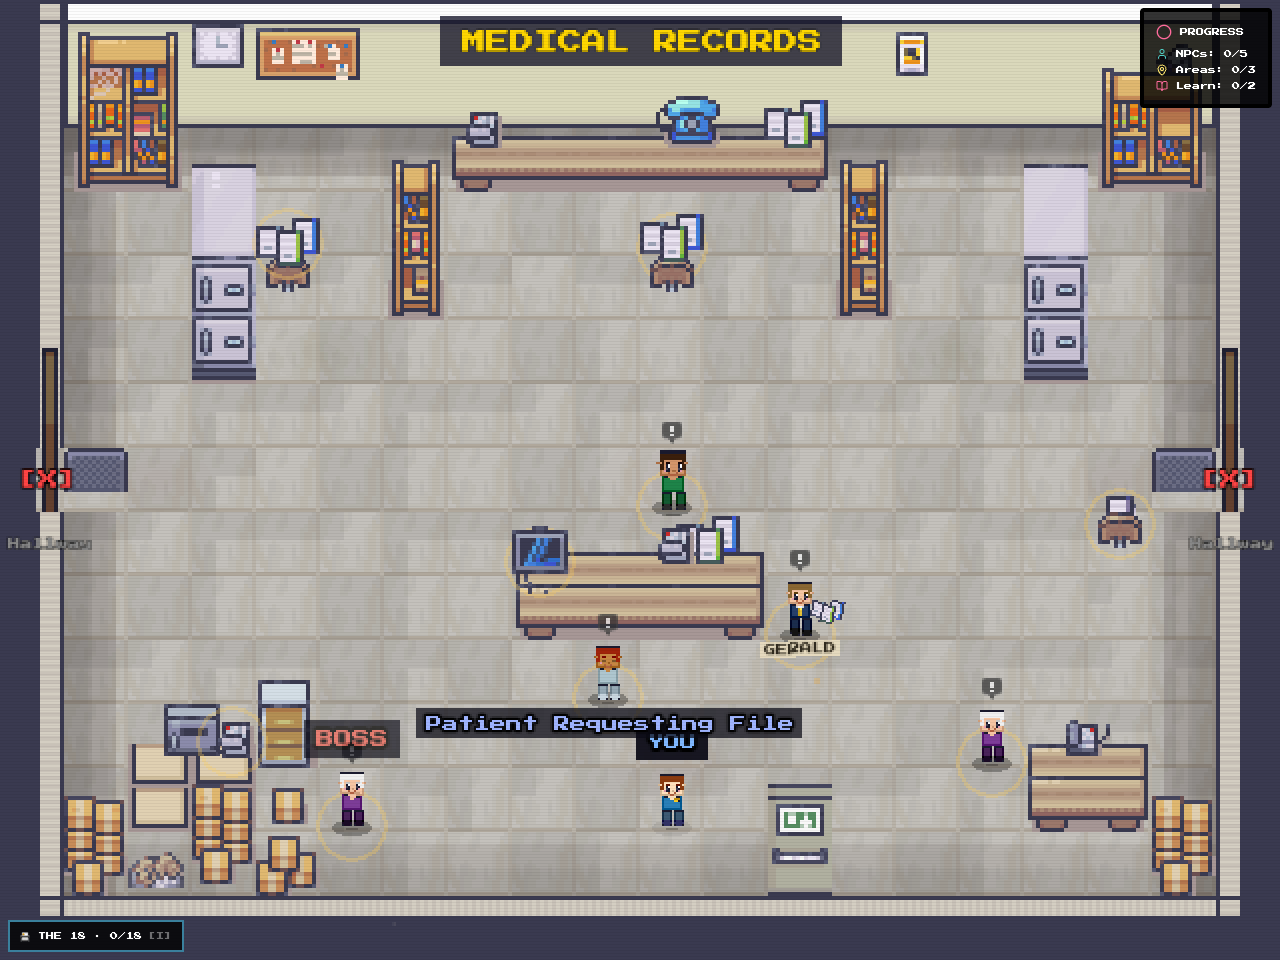 MEDICAL RECORDS
PROGRESS
NPCs: 0/5
Areas: 0/3
Learn: 0/2
[X]
[X]
Hallway
Hallway
GERALD
Patient Requesting File
BOSS
YOU
THE 18 · 0/18 [I]